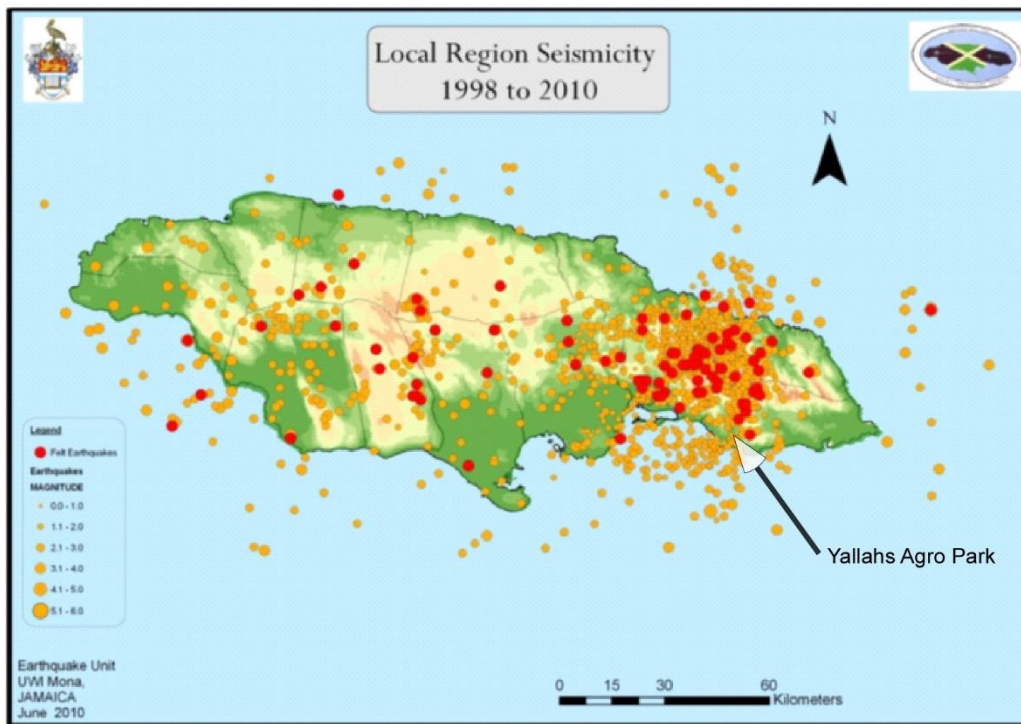 Local Region Seismicity
1998 to 2010
N
Legend
Felt Earthquakes
Earthquakes
MAGNITUDE
0.0 - 1.0
1.1 - 2.0
2.1 - 3.0
3.1 - 4.0
4.1 - 5.0
5.1 - 6.0
Yallahs Agro Park
Earthquake Unit
UWI Mona,
JAMAICA
June 2010
0 15 30 60
Kilometers